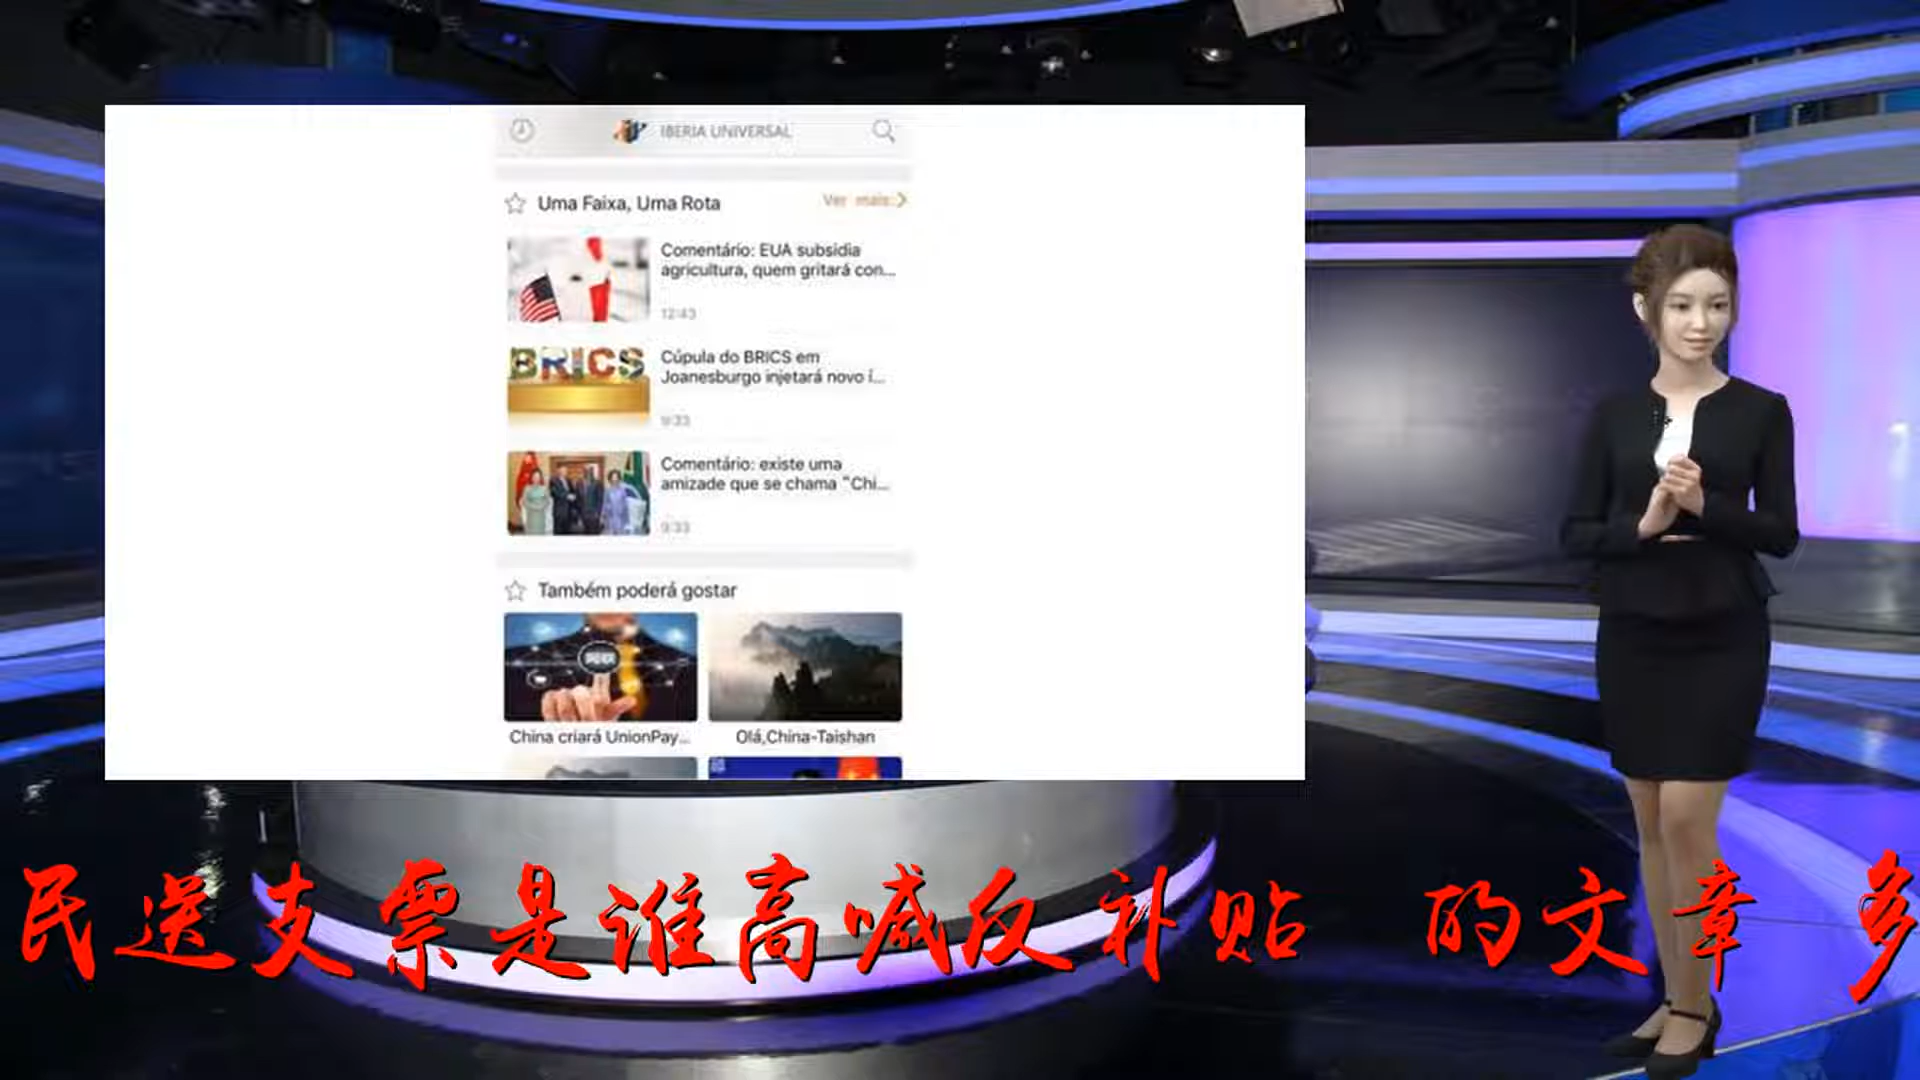 IBERIA UNIVERSAL
Uma Faixa, Uma Rota
Ver mais
Comentário: EUA subsidia
agricultura, quem gritará con...
12:43
BRICS
Cúpula do BRICS em
Joanesburgo injetará novo í...
9:33
Comentário: existe uma
amizade que se chama "Chi...
9:33
Também poderá gostar
China criará UnionPay...
Olá,China-Taishan
民送支票是谁高喊反补贴 的文章 多